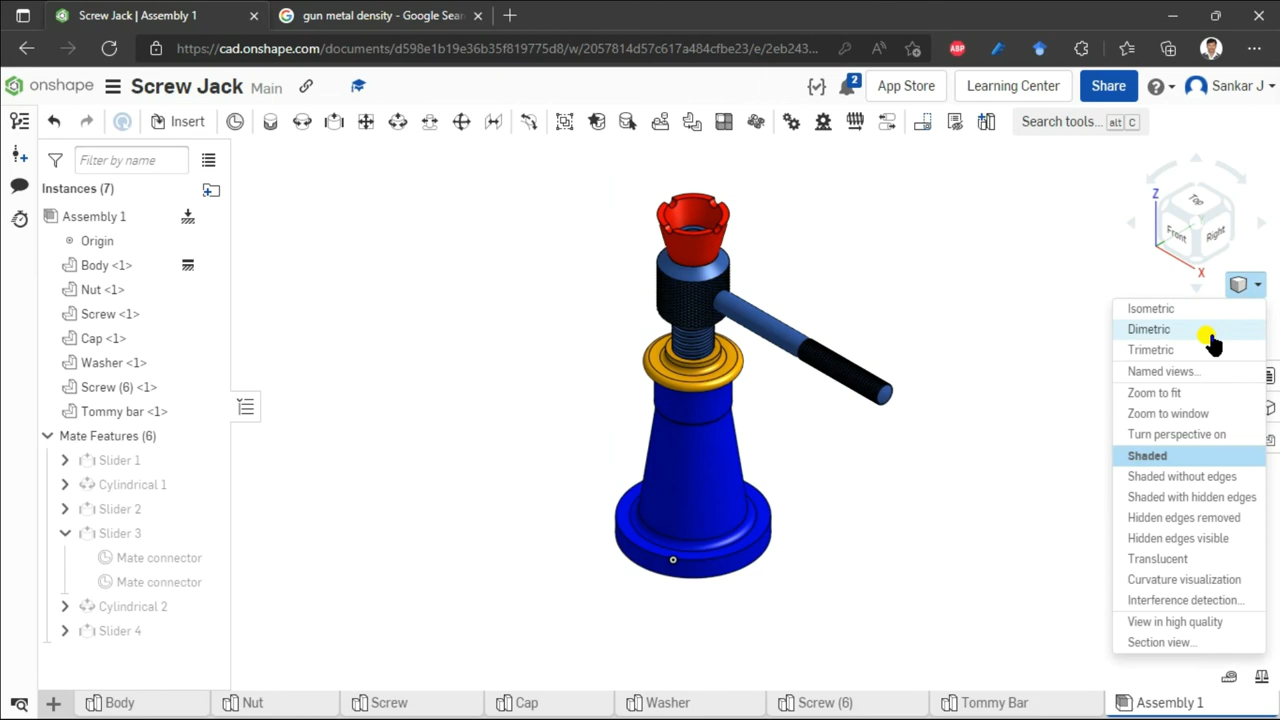 Screw Jack | Assembly 1
gun metal density - Google Sear
https://cad.onshape.com/documents/d598e1b19e36b35f819775d8/w/2057814d57c617a484cfbe23/e/2eb243...
ABP
onshape
Screw Jack Main
2
App Store
Learning Center
Share
Sankar J
Insert
Search tools... alt C
Filter by name
Instances (7)
Assembly 1
Origin
Body <1>
Nut <1>
Screw <1>
Cap <1>
Washer <1>
Screw (6) <1>
Tommy bar <1>
Mate Features (6)
Slider 1
Cylindrical 1
Slider 2
Slider 3
Mate connector
Mate connector
Cylindrical 2
Slider 4
Z
Top
Front
Right
X
Isometric
Dimetric
Trimetric
Named views...
Zoom to fit
Zoom to window
Turn perspective on
Shaded
Shaded without edges
Shaded with hidden edges
Hidden edges removed
Hidden edges visible
Translucent
Curvature visualization
Interference detection...
View in high quality
Section view...
Body
Nut
Screw
Cap
Washer
Screw (6)
Tommy Bar
Assembly 1